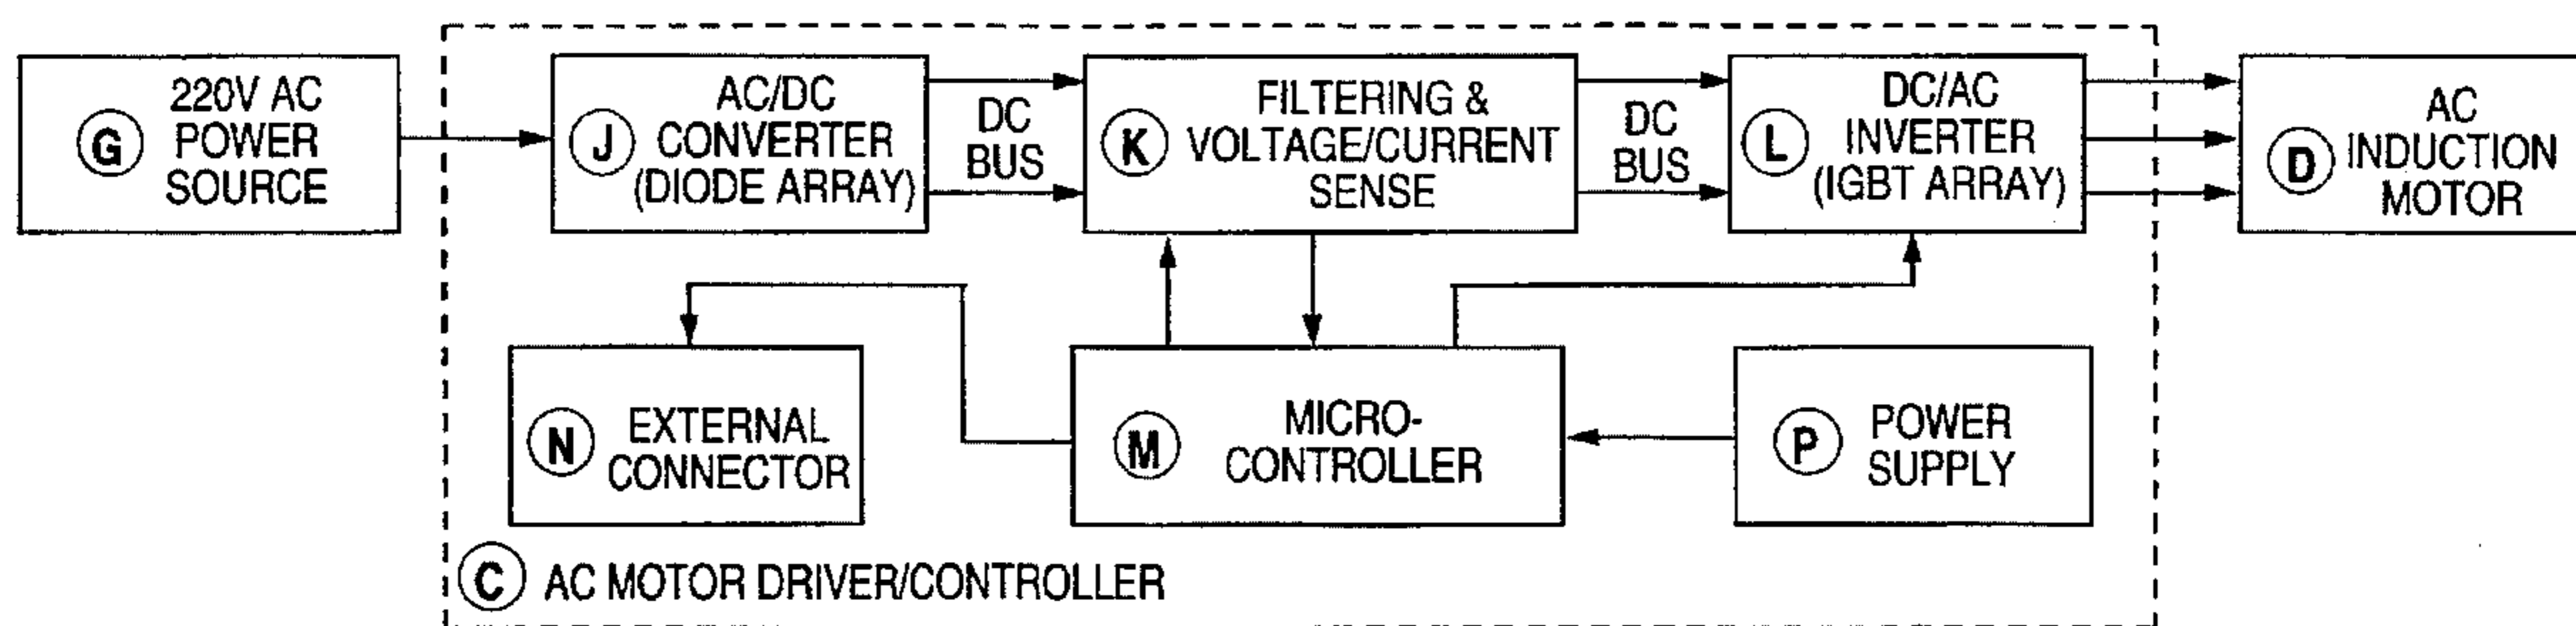 G
220V AC
POWER
SOURCE
J
AC/DC
CONVERTER
(DIODE ARRAY)
DC
BUS
K
FILTERING &
VOLTAGE/CURRENT
SENSE
DC
BUS
L
DC/AC
INVERTER
(IGBT ARRAY)
D
AC
INDUCTION
MOTOR
N
EXTERNAL
CONNECTOR
M
MICRO-
CONTROLLER
P
POWER
SUPPLY
C AC MOTOR DRIVER/CONTROLLER